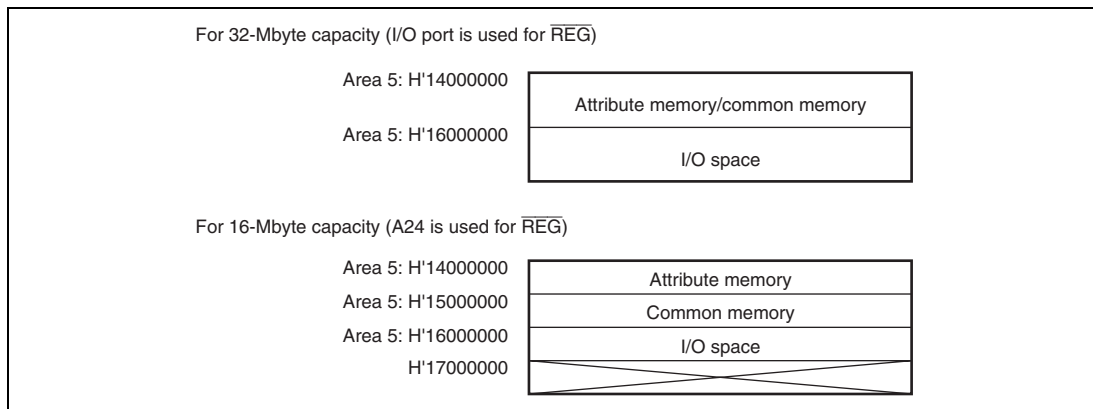 For 32-Mbyte capacity (I/O port is used for R̅E̅G̅)
Area 5: H'14000000
Attribute memory/common memory
Area 5: H'16000000
I/O space
For 16-Mbyte capacity (A24 is used for R̅E̅G̅)
Area 5: H'14000000
Attribute memory
Area 5: H'15000000
Common memory
Area 5: H'16000000
I/O space
H'17000000